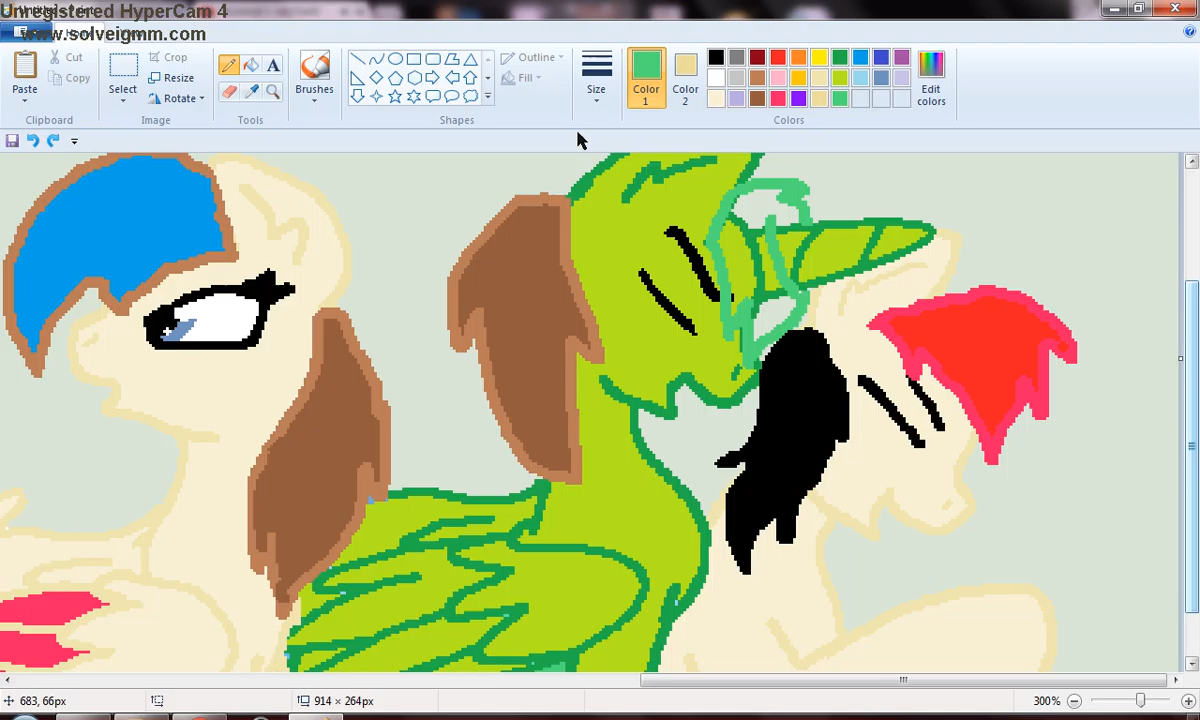 Unregistered HyperCam 4
www.solveigmm.com
Paste
Cut
Copy
Clipboard
Select
Crop
Resize
Rotate
Image
A
Tools
Brushes
Outline
Fill
Shapes
Size
Color
1
Color
2
Edit
colors
Colors
683, 66px
914 × 264px
300%